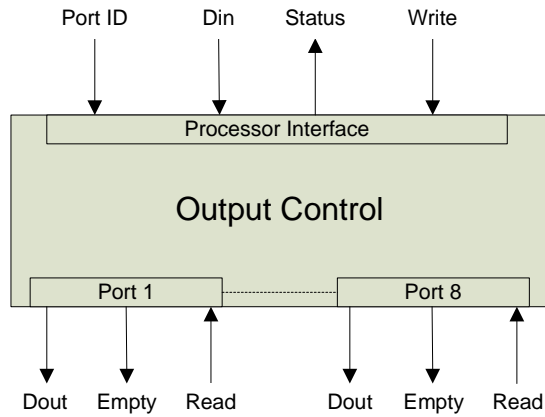 Port ID Din Status Write
Processor Interface
Output Control
Port 1 Port 8
Dout Empty Read Dout Empty Read